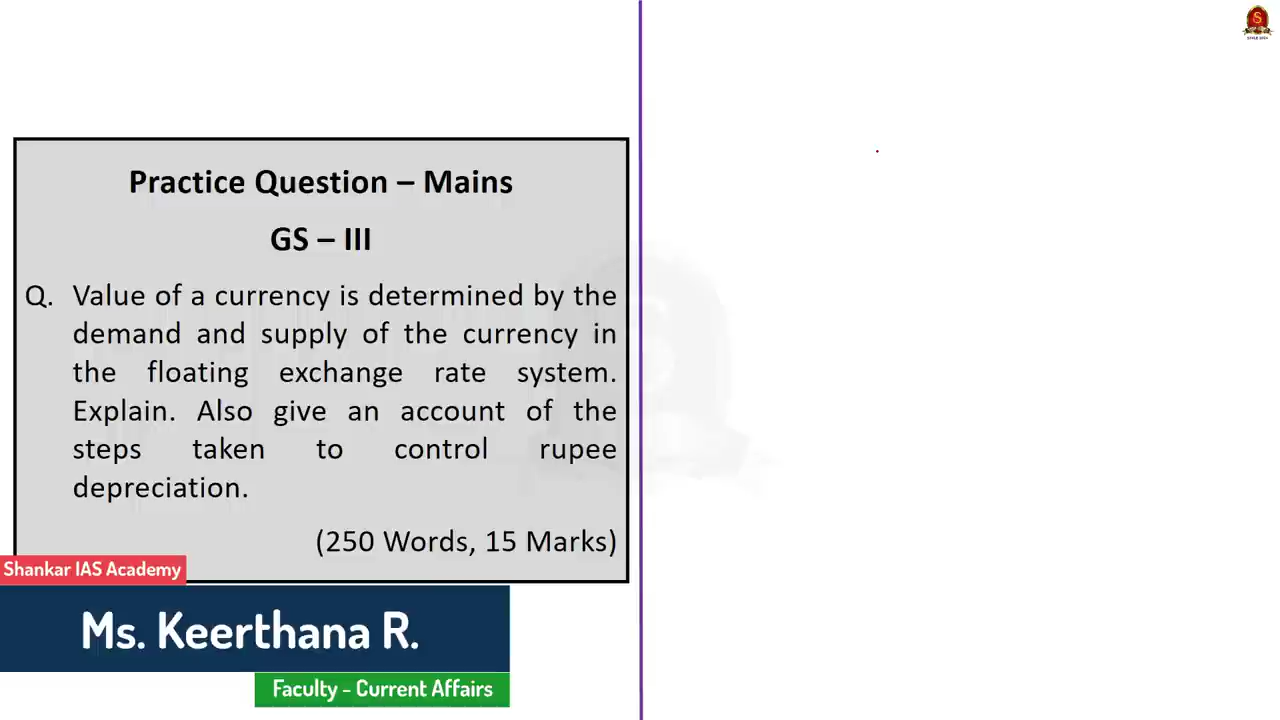 Practice Question – Mains
GS – III
Q. Value of a currency is determined by the
demand and supply of the currency in
the floating exchange rate system.
Explain. Also give an account of the
steps taken to control rupee
depreciation.
(250 Words, 15 Marks)
Shankar IAS Academy
Ms. Keerthana R.
Faculty - Current Affairs